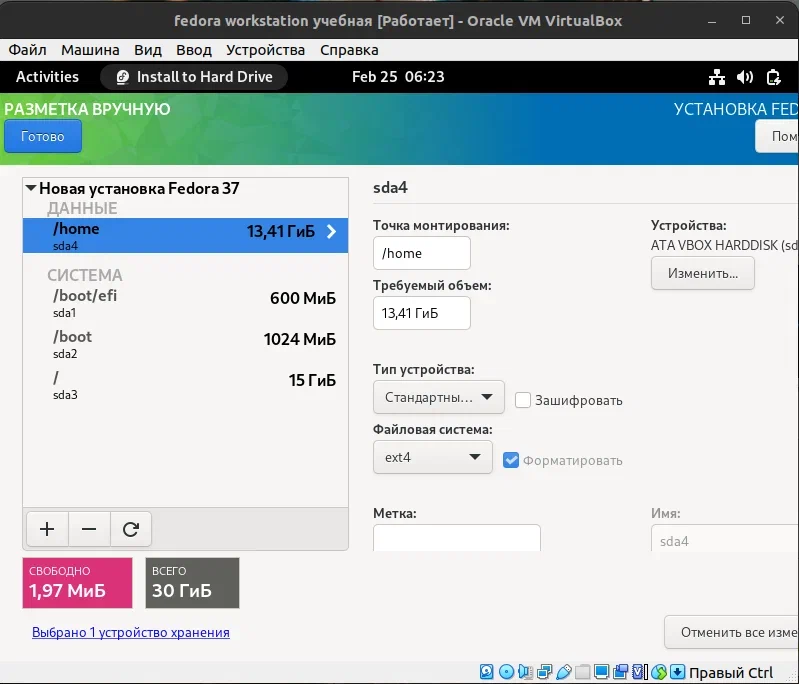 fedora workstation учебная [Работает] - Oracle VM VirtualBox
Файл Машина Вид Ввод Устройства Справка
Activities Install to Hard Drive Feb 25 06:23
РАЗМЕТКА ВРУЧНУЮ
УСТАНОВКА FED
Готово
Пом
Новая установка Fedora 37
ДАННЫЕ
/home 13,41 ГиБ
sda4
СИСТЕМА
/boot/efi 600 МиБ
sda1
/boot 1024 МиБ
sda2
/ 15 ГиБ
sda3
СВОБОДНО
1,97 МиБ
ВСЕГО
30 ГиБ
Выбрано 1 устройство хранения
sda4
Точка монтирования:
/home
Требуемый объем:
13,41 ГиБ
Устройства:
ATA VBOX HARDDISK (sd
Изменить...
Тип устройства:
Стандартны... Зашифровать
Файловая система:
ext4 Форматировать
Метка:
Имя:
sda4
Отменить все изме
Правый Ctrl